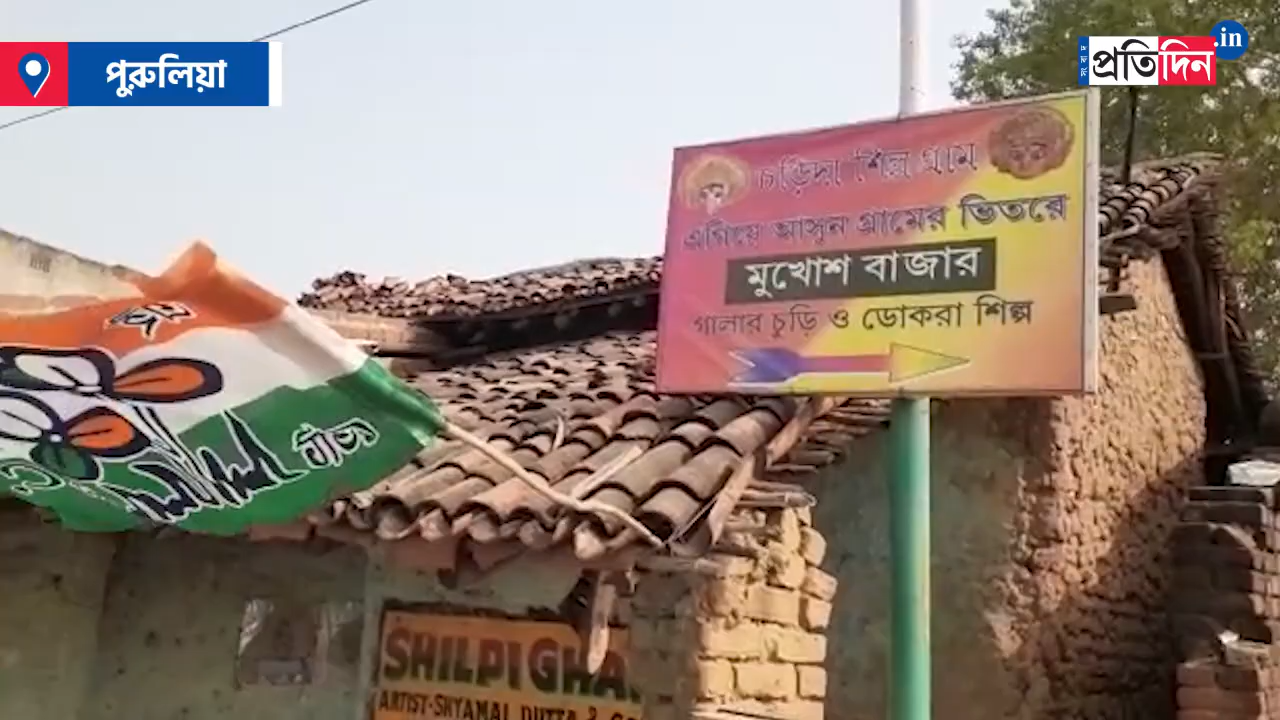 পুরুলিয়া
সংবাদ প্রতিদিন .in
চড়িদা শিল্প গ্রাম
এগিয়ে আসুন গ্রামের ভিতরে
মুখোশ বাজার
গালার চুড়ি ও ডোকরা শিল্প
SHILPI GHA
ARTIST-SHYAMAL DUTTA &